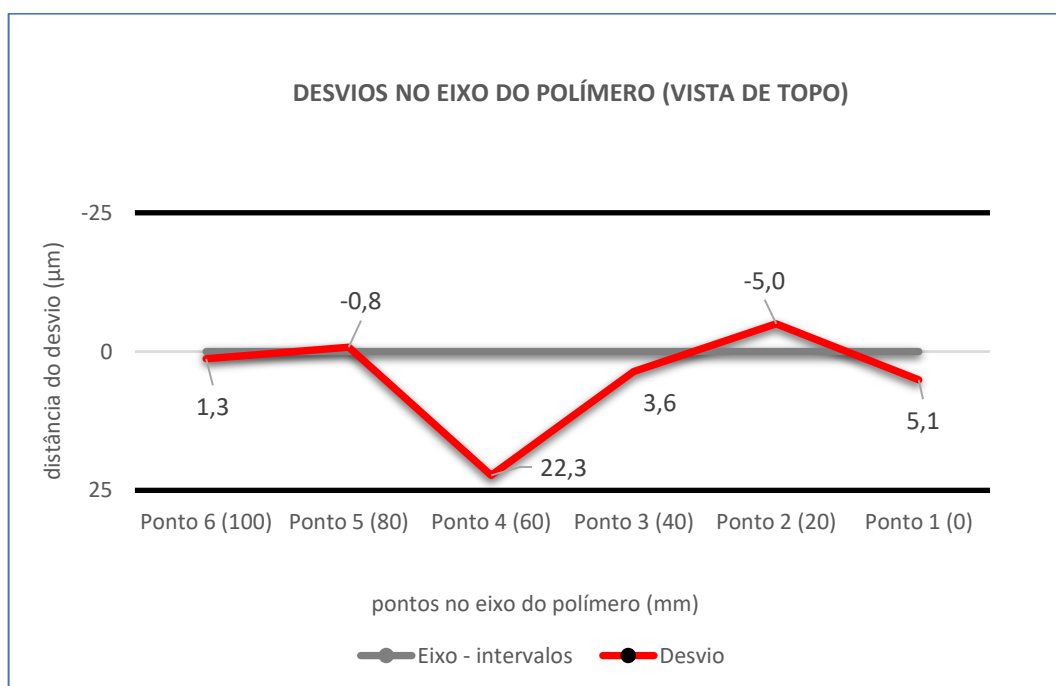 DESVIOS NO EIXO DO POLÍMERO (VISTA DE TOPO)
distância do desvio (µm)
-25
0
25
1,3
-0,8
22,3
3,6
-5,0
5,1
Ponto 6 (100) Ponto 5 (80) Ponto 4 (60) Ponto 3 (40) Ponto 2 (20) Ponto 1 (0)
pontos no eixo do polímero (mm)
Eixo - intervalos Desvio